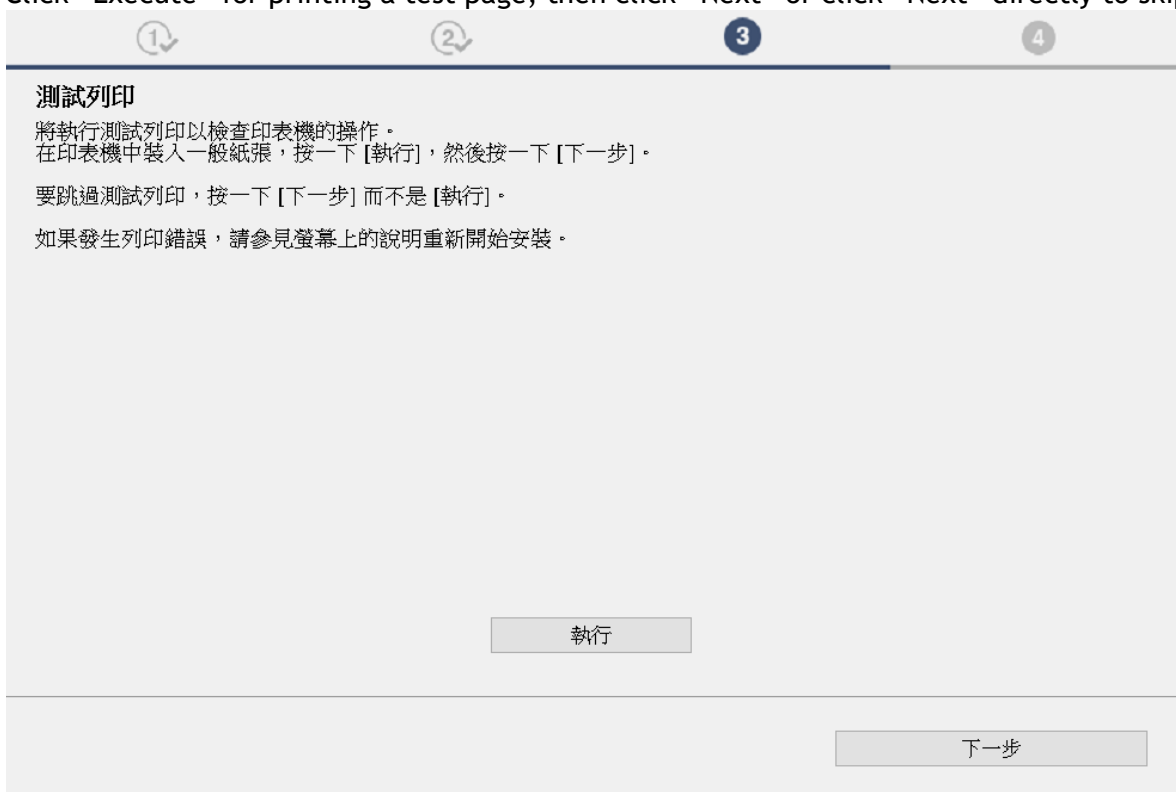 Click "Execute" for printing a test page, then click "Next" or click "Next" directly to
1
2
3
4
測試列印
將執行測試列印以檢查印表機的操作。
在印表機中裝入一般紙張，按一下 [執行]，然後按一下 [下一步]。
要跳過測試列印，按一下 [下一步] 而不是 [執行]。
如果發生列印錯誤，請參見螢幕上的說明重新開始安裝。
執行
下一步